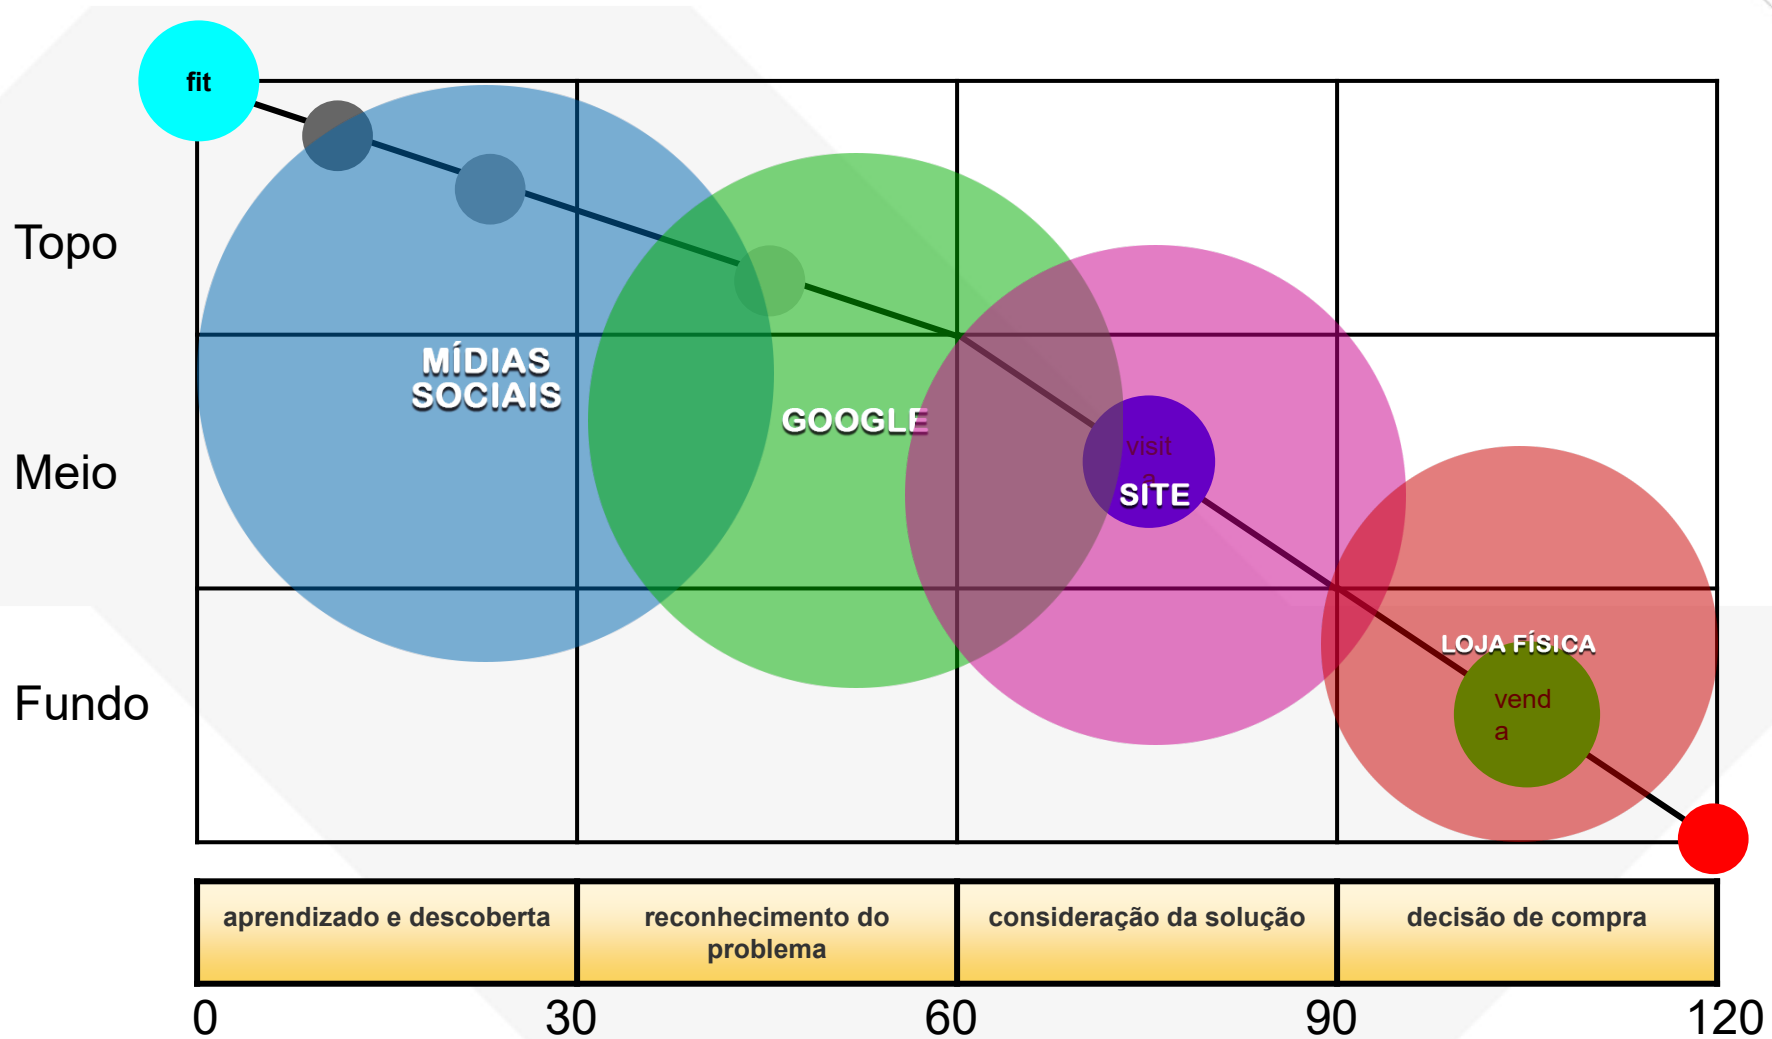 fit
Topo
MÍDIAS
SOCIAIS
GOOGLE
visit
a
SITE
Meio
LOJA FÍSICA
vend
a
Fundo
aprendizado e descoberta
reconhecimento do
problema
consideração da solução
decisão de compra
0
30
60
90
120